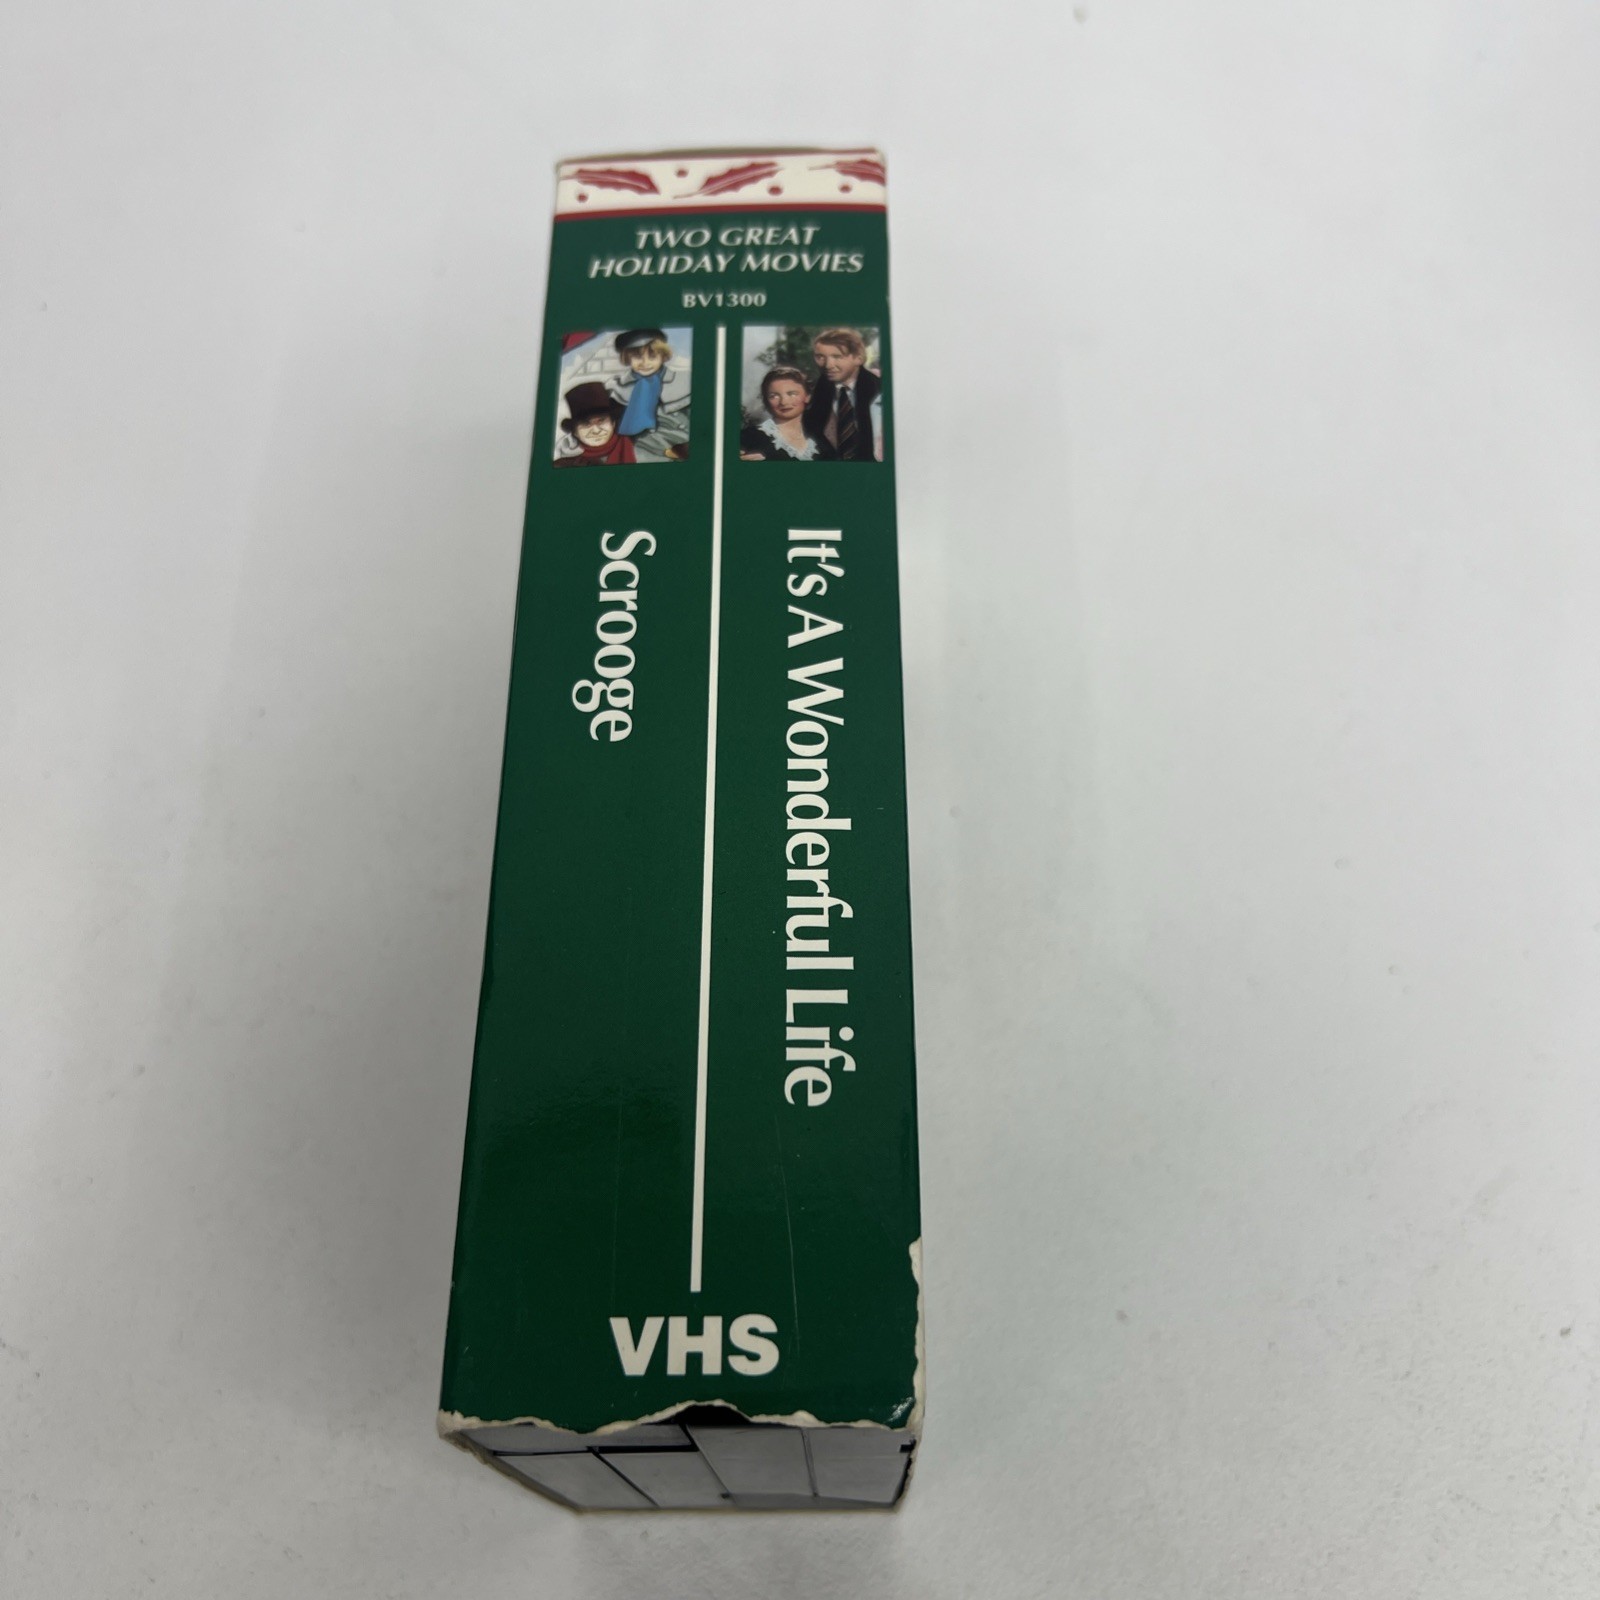 TWO GREAT
HOLIDAY MOVIES
BV1300
Scrooge
It's A Wonderful Life
VHS